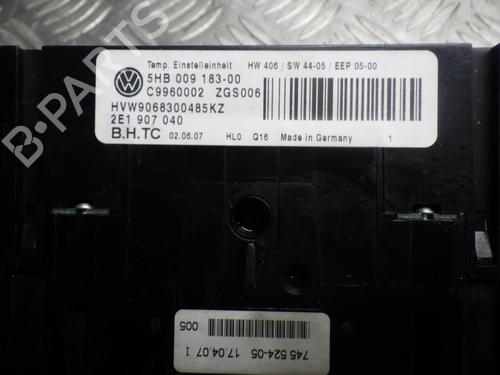 Temp. Einstelleinheit HW 406 / SW 44-05 / EEP 05-00
5HB 009 183-00
C9960002 ZGS006
HVW9068300485KZ
2E1 907 040
B.H.TC 02.06.07 HL0 Q16 Made in Germany 1
745 524-05 17.04.07 I
005
B-PARTS